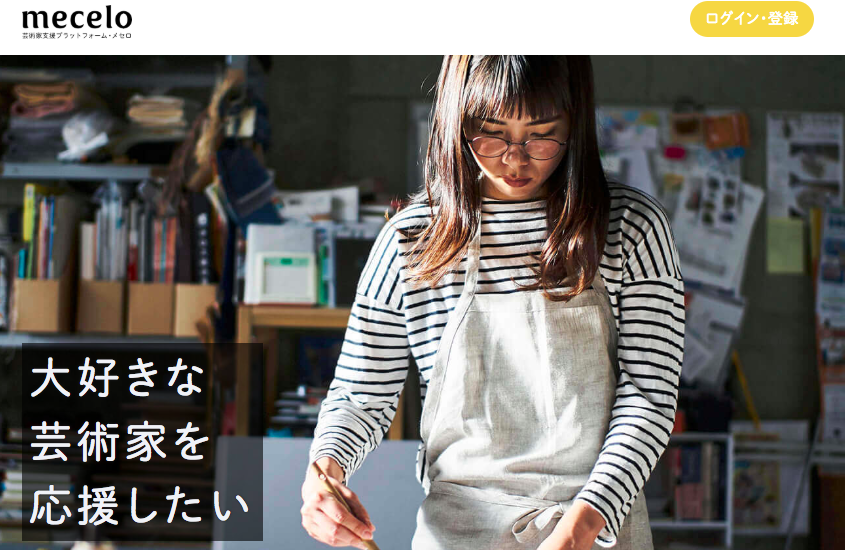 mecelo
芸術家支援プラットフォーム・メセロ
ログイン・登録
大好きな
芸術家を
応援したい